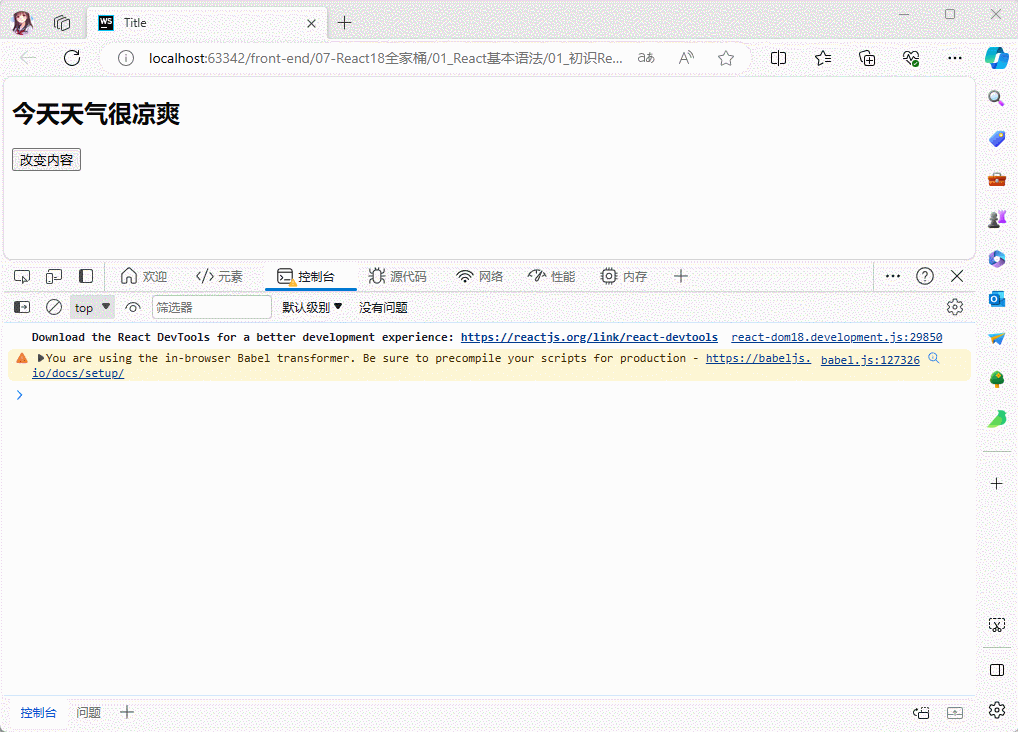 WS Title
localhost:63342/front-end/07-React18全家桶/01_React基本语法/01_初识Re... aあ A
今天天气很凉爽
改变内容
欢迎 </> 元素 控制台 源代码 网络 性能 内存
top 筛选器 默认级别 没有问题
Download the React DevTools for a better development experience: https://reactjs.org/link/react-devtools react-dom18.development.js:29850
You are using the in-browser Babel transformer. Be sure to precompile your scripts for production - https://babeljs. babel.js:127326
io/docs/setup/
控制台 问题